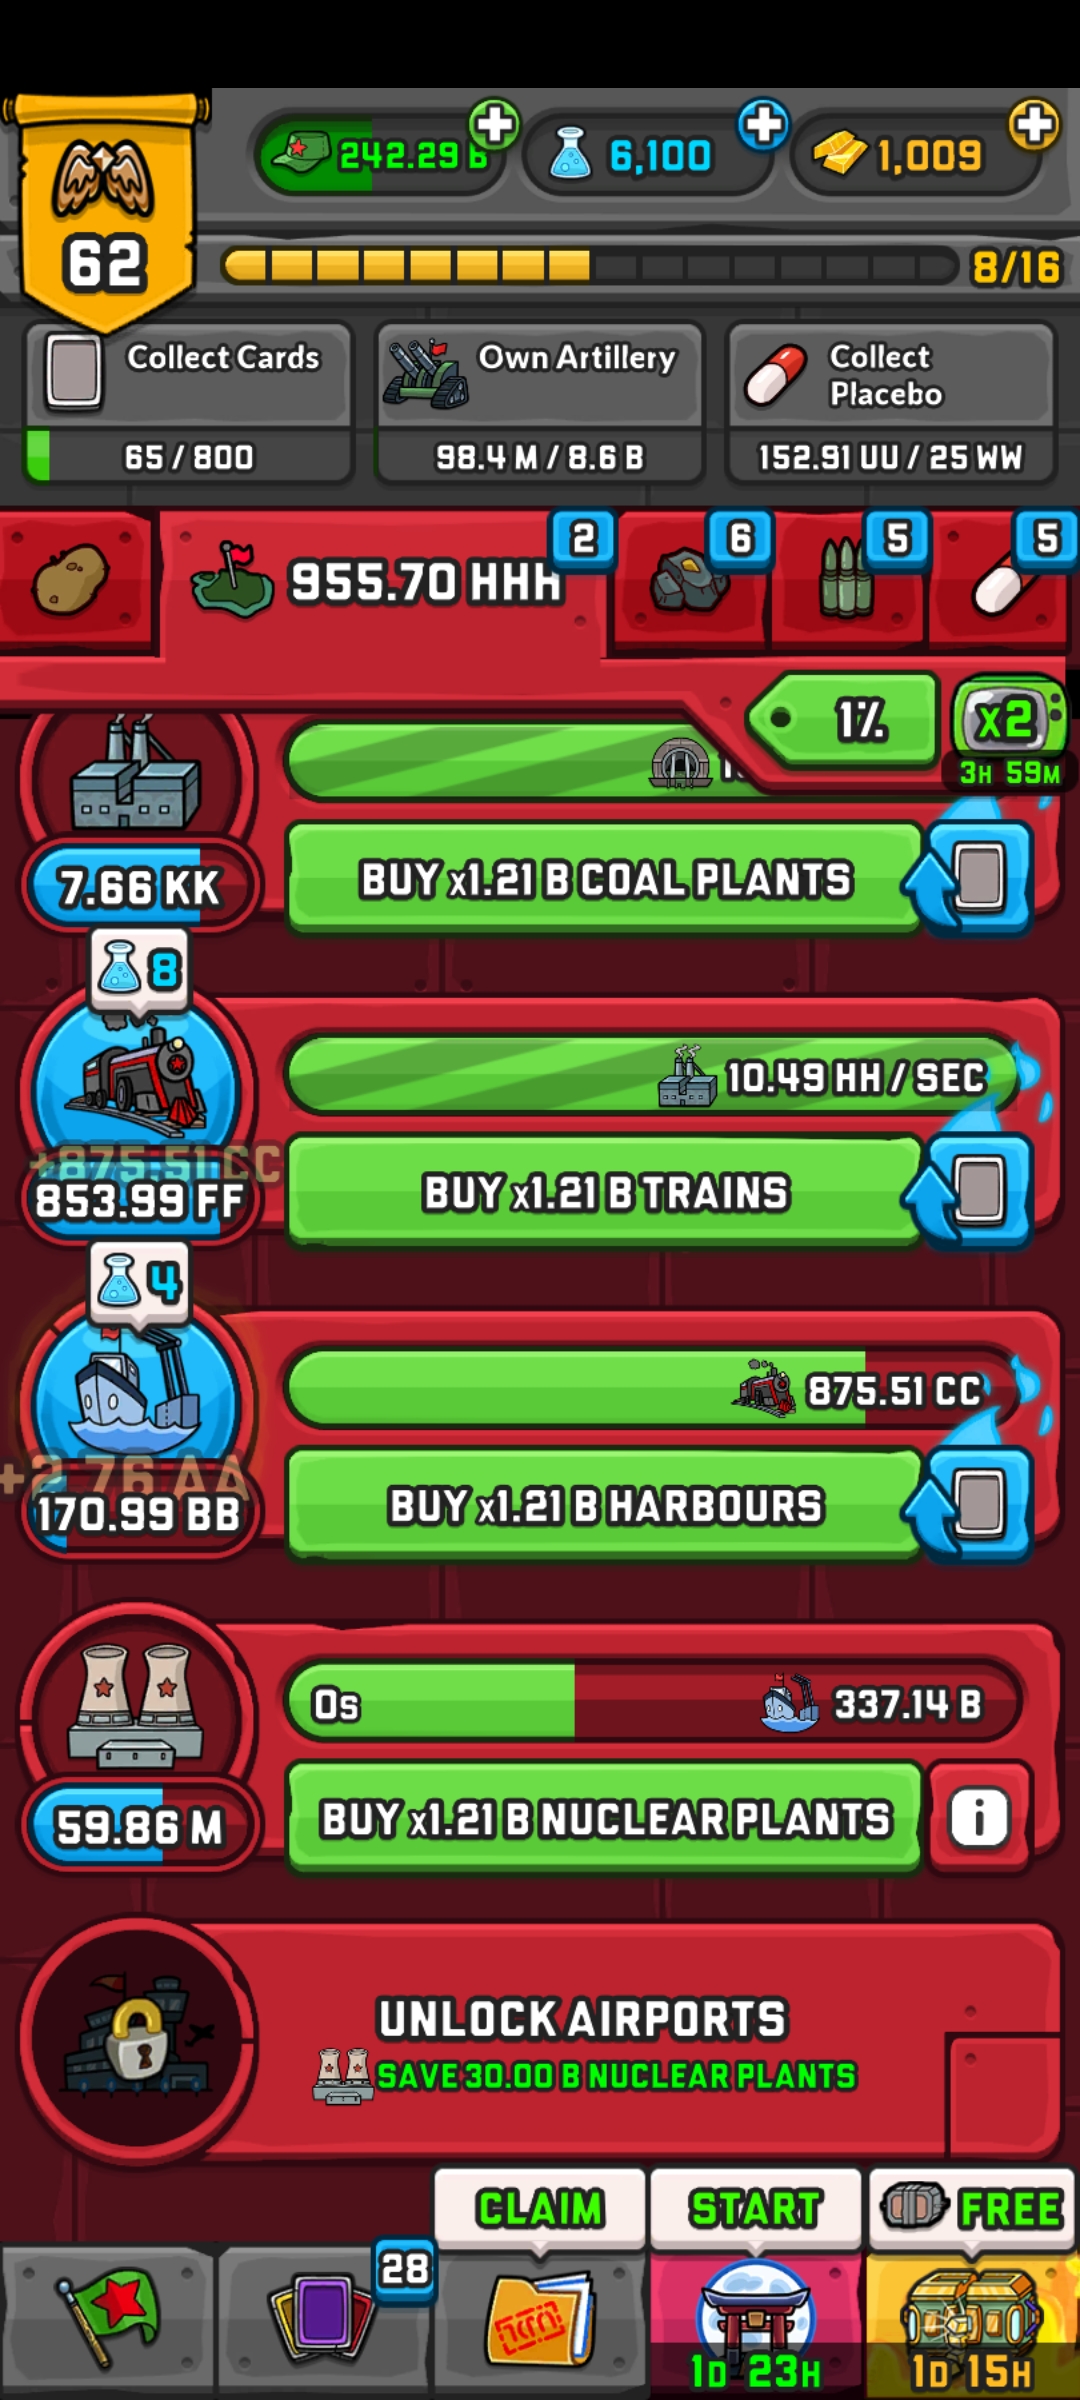 242.29 B
6,100
1,009
62
8/16
Collect Cards
65 / 800
Own Artillery
98.4 M / 8.6 B
Collect
Placebo
152.91 UU / 25 WW
955.70 HHH
2
6
5
5
1%
x2
3H 59M
7.66 KK
BUY x1.21 B COAL PLANTS
8
10.49 HH / SEC
+875.51 CC
853.99 FF
BUY x1.21 B TRAINS
4
875.51 CC
+2.76 AA
170.99 BB
BUY x1.21 B HARBOURS
0s
337.14 B
59.86 M
BUY x1.21 B NUCLEAR PLANTS
i
UNLOCK AIRPORTS
SAVE 30.00 B NUCLEAR PLANTS
CLAIM
START
FREE
28
1D 23H
1D 15H